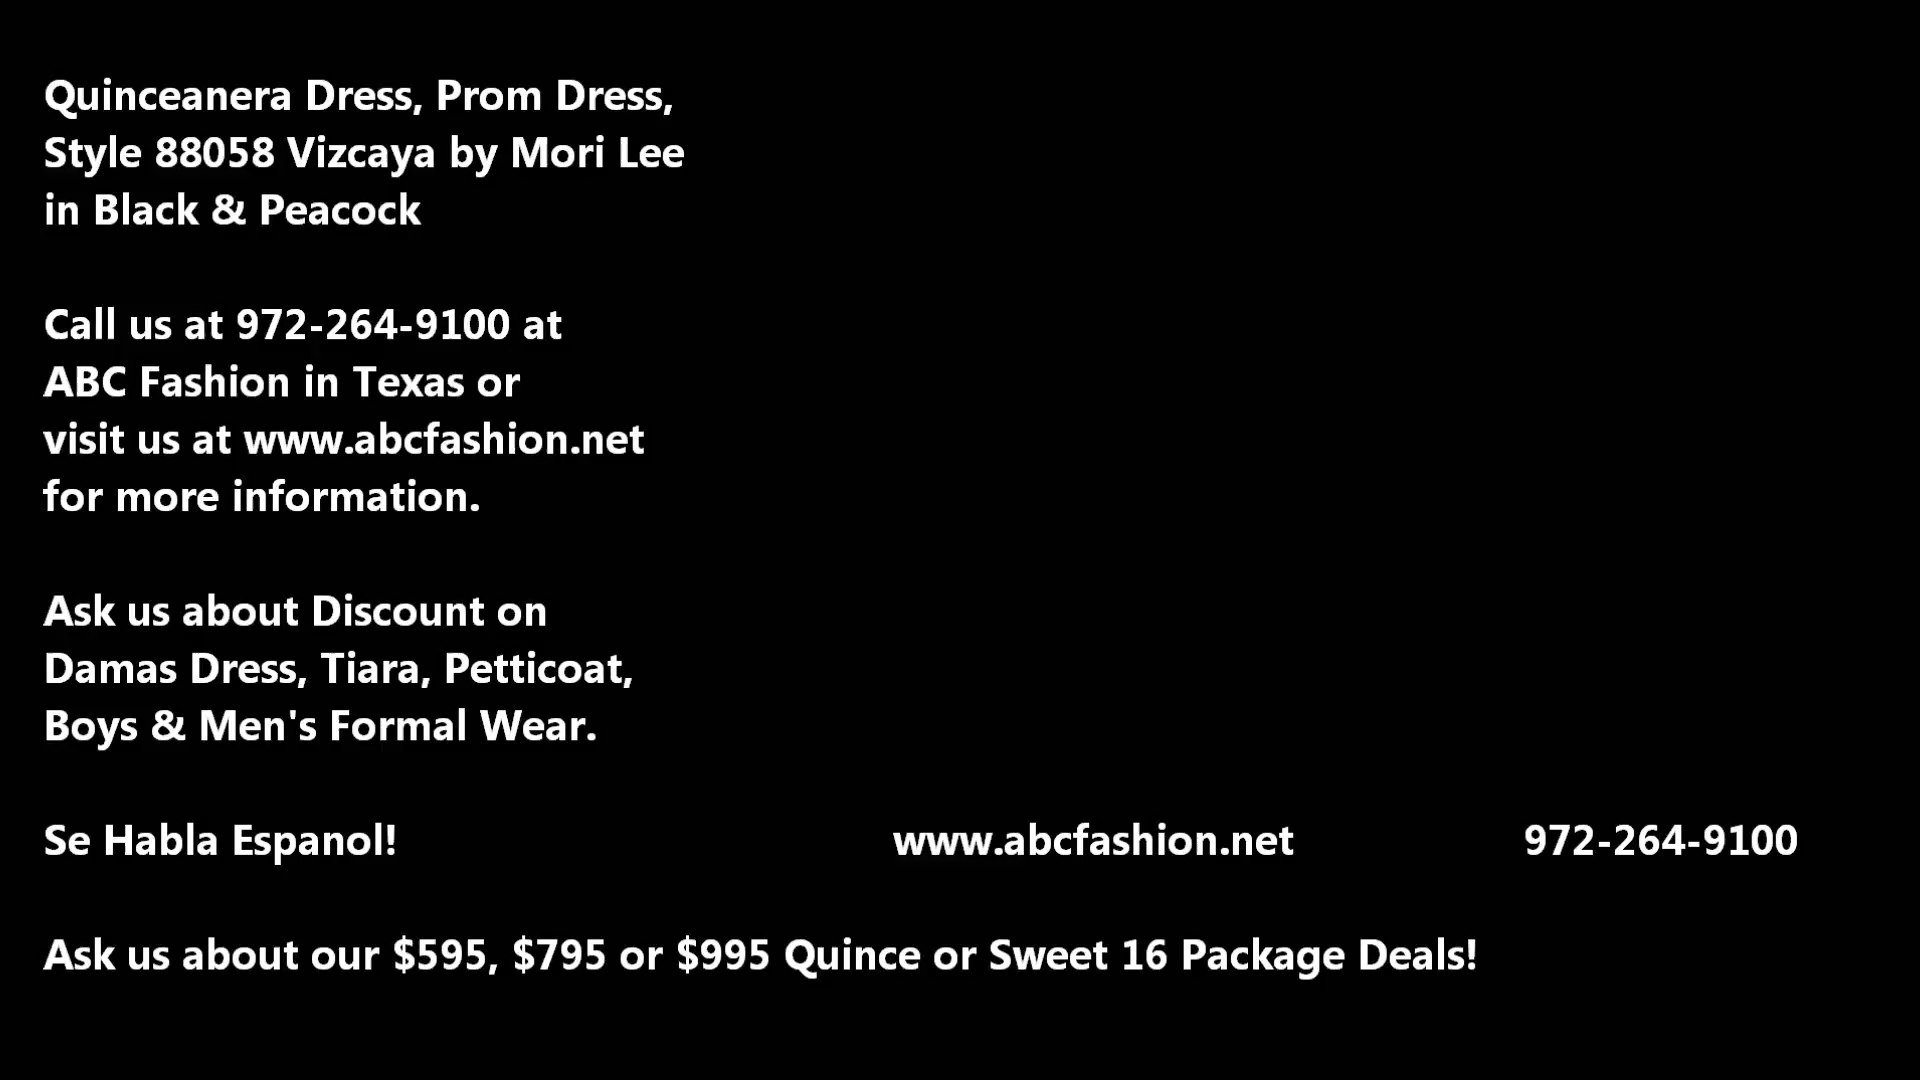 Quinceanera Dress, Prom Dress,
Style 88058 Vizcaya by Mori Lee
in Black & Peacock
Call us at 972-264-9100 at
ABC Fashion in Texas or
visit us at www.abcfashion.net
for more information.
Ask us about Discount on
Damas Dress, Tiara, Petticoat,
Boys & Men's Formal Wear.
Se Habla Espanol! www.abcfashion.net 972-264-9100
Ask us about our $595, $795 or $995 Quince or Sweet 16 Package Deals!